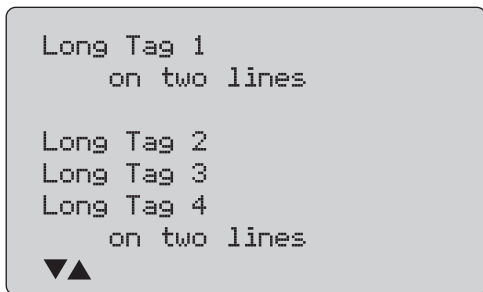 Long Tag 1
on two lines
Long Tag 2
Long Tag 3
Long Tag 4
on two lines
▼▲